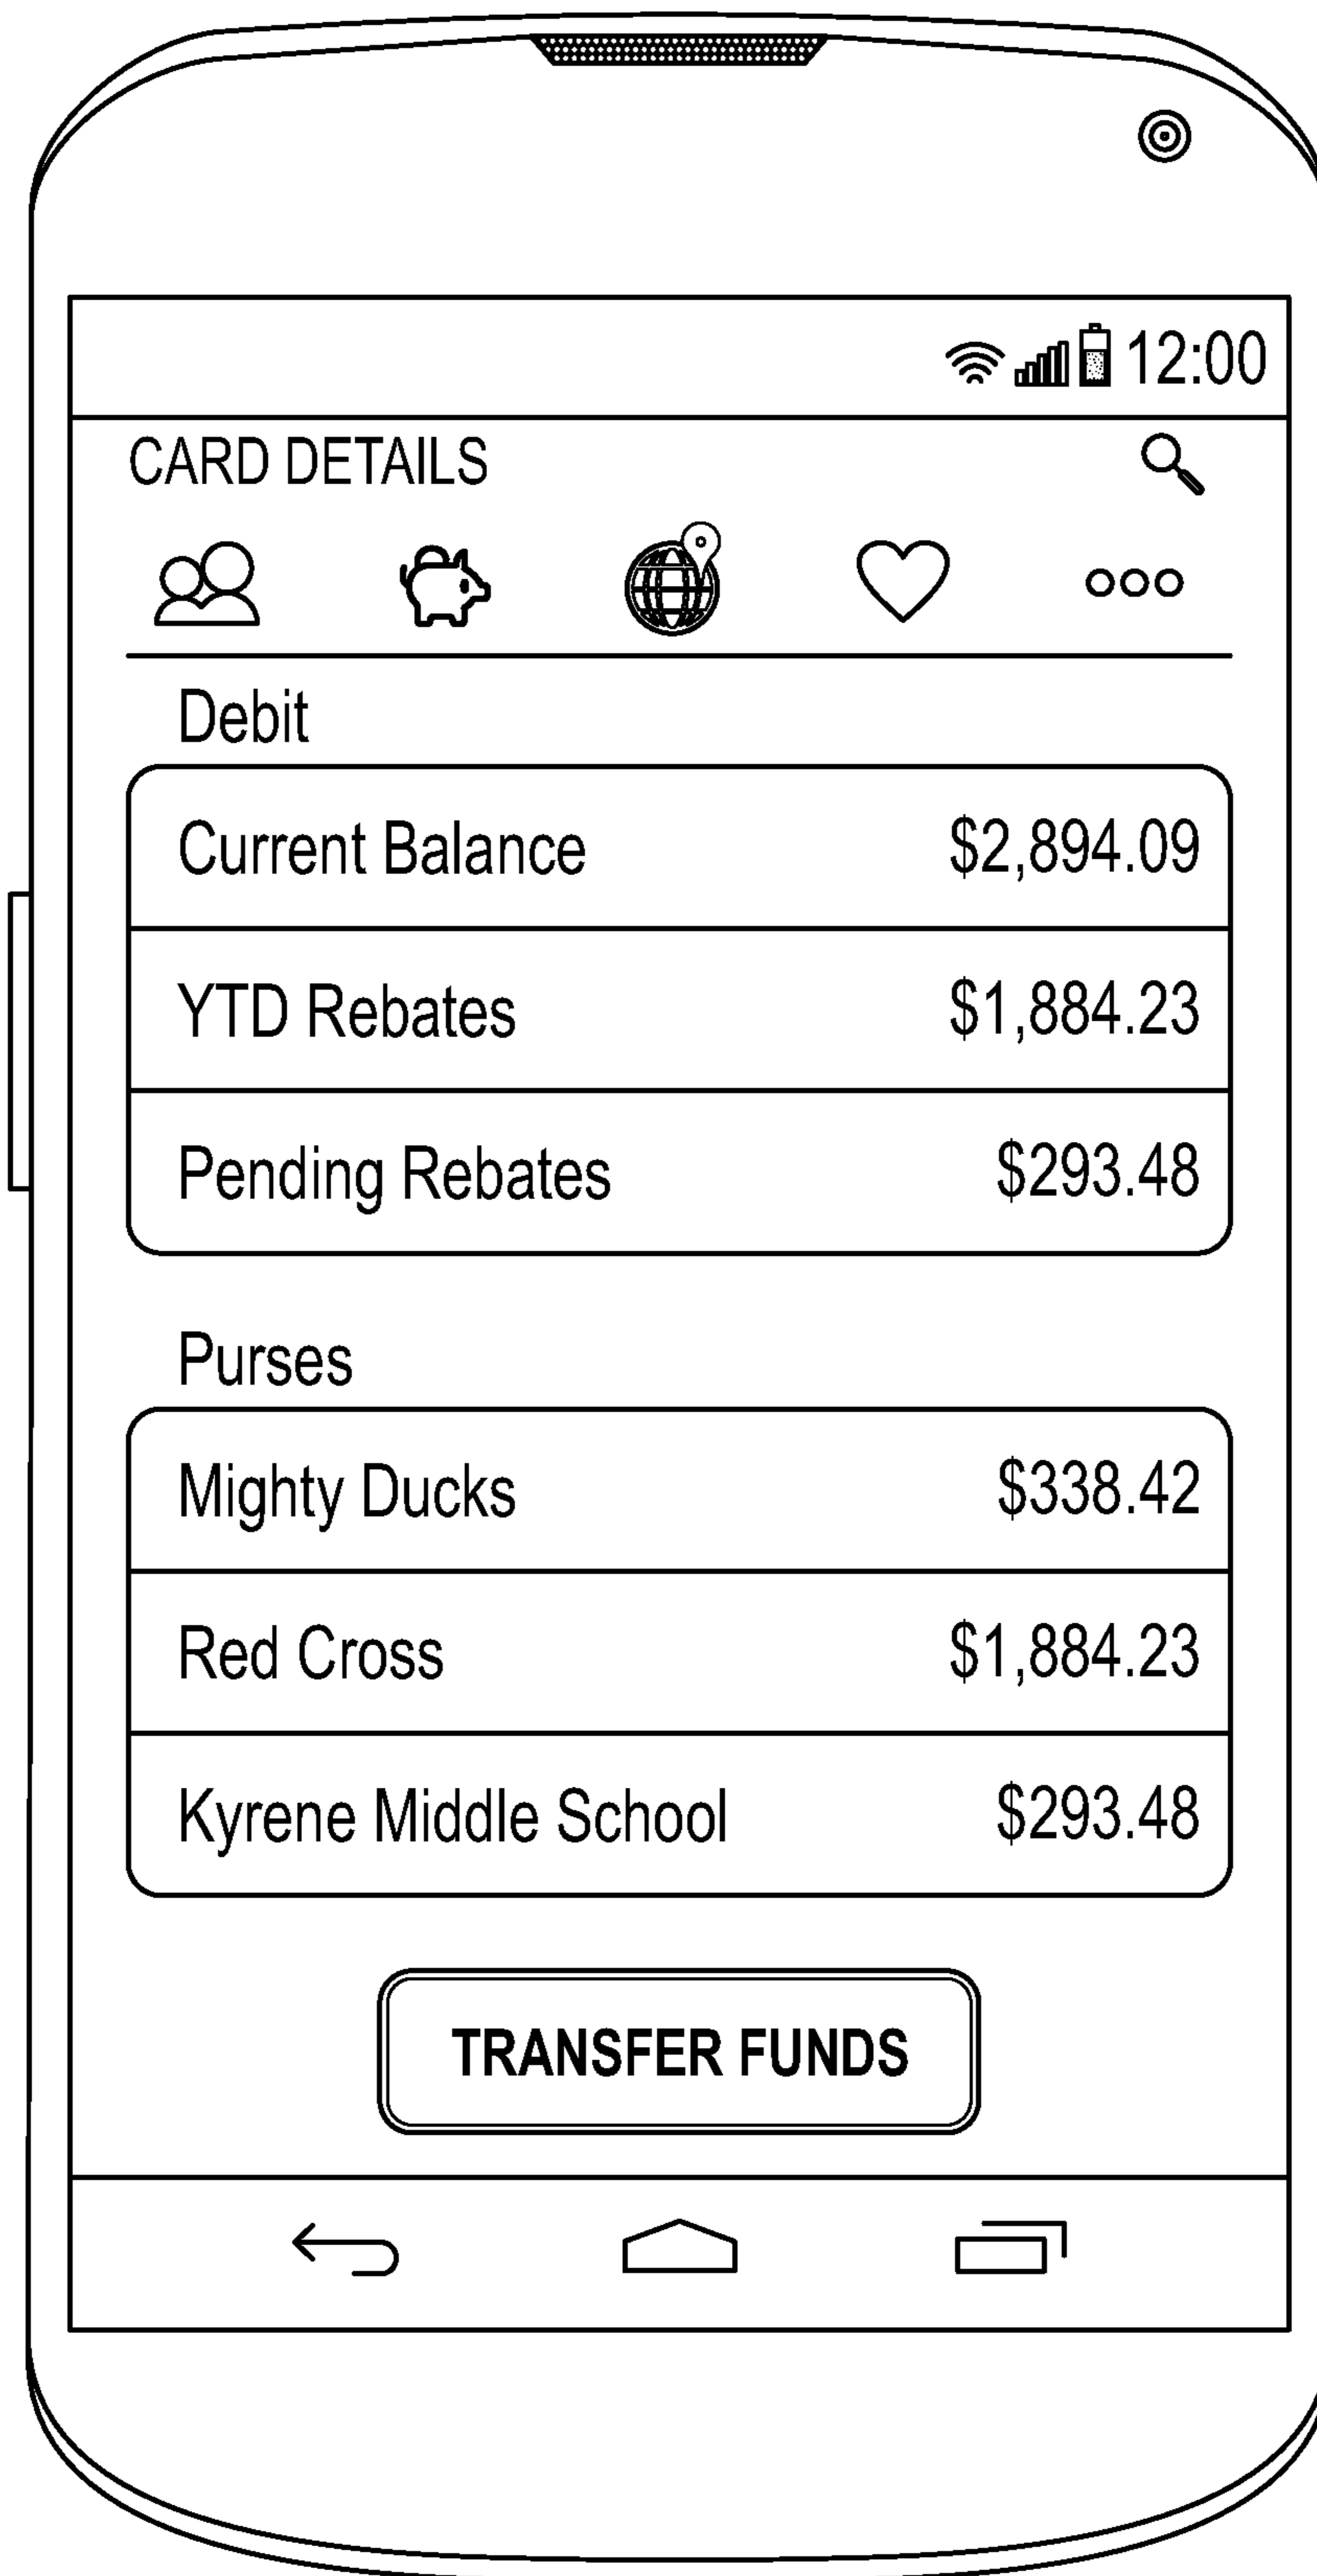 12:00
CARD DETAILS
Debit
Current Balance $2,894.09
YTD Rebates $1,884.23
Pending Rebates $293.48
Purses
Mighty Ducks $338.42
Red Cross $1,884.23
Kyrene Middle School $293.48
TRANSFER FUNDS